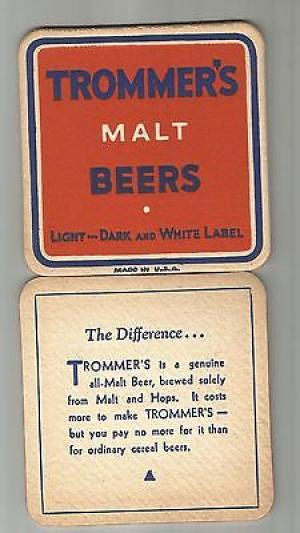 TROMMER'S
MALT
BEERS
LIGHT - DARK AND WHITE LABEL
MADE IN U.S.A.
The Difference...
TROMMER'S is a genuine
all-Malt Beer, brewed solely
from Malt and Hops. It costs
more to make TROMMER'S—
but you pay no more for it than
for ordinary cereal beers.